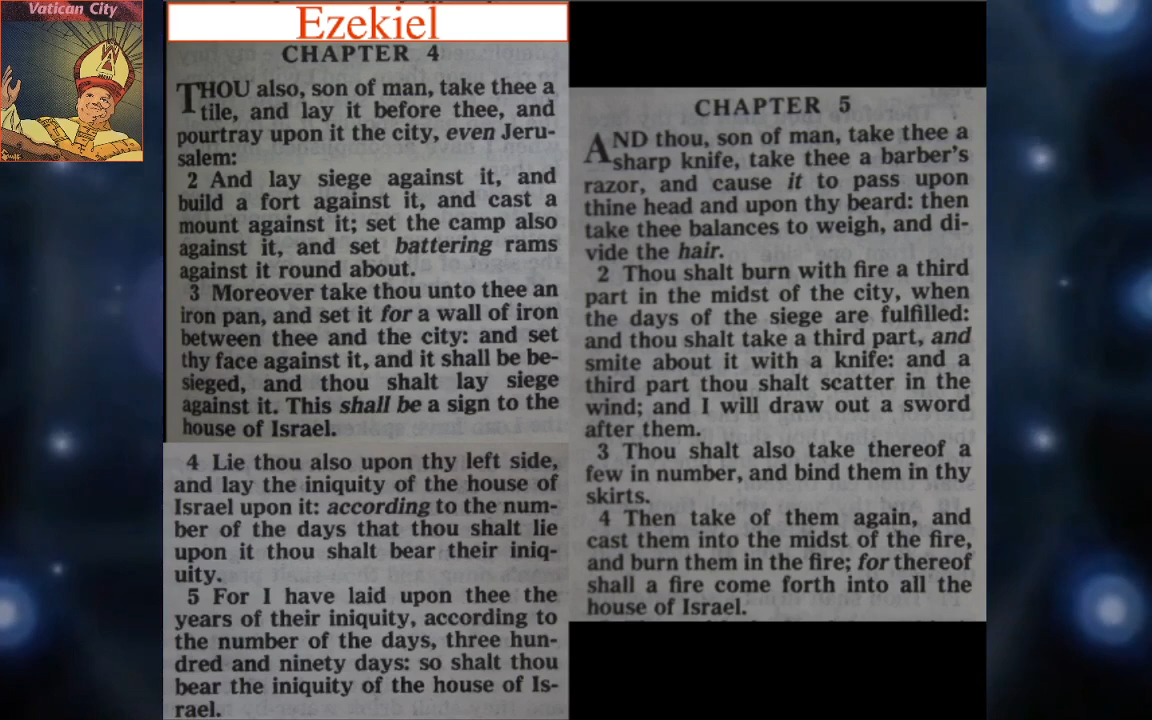 Vatican City
Ezekiel
CHAPTER 4
THOU also, son of man, take thee a
tile, and lay it before thee, and
pourtray upon it the city, even Jeru-
salem:
2 And lay siege against it, and
build a fort against it, and cast a
mount against it; set the camp also
against it, and set battering rams
against it round about.
3 Moreover take thou unto thee an
iron pan, and set it for a wall of iron
between thee and the city: and set
thy face against it, and it shall be be-
sieged, and thou shalt lay siege
against it. This shall be a sign to the
house of Israel.
4 Lie thou also upon thy left side,
and lay the iniquity of the house of
Israel upon it: according to the num-
ber of the days that thou shalt lie
upon it thou shalt bear their iniq-
uity.
5 For I have laid upon thee the
years of their iniquity, according to
the number of the days, three hun-
dred and ninety days: so shalt thou
bear the iniquity of the house of Is-
rael.
CHAPTER 5
AND thou, son of man, take thee a
sharp knife, take thee a barber's
razor, and cause it to pass upon
thine head and upon thy beard: then
take thee balances to weigh, and di-
vide the hair.
2 Thou shalt burn with fire a third
part in the midst of the city, when
the days of the siege are fulfilled:
and thou shalt take a third part, and
smite about it with a knife: and a
third part thou shalt scatter in the
wind; and I will draw out a sword
after them.
3 Thou shalt also take thereof a
few in number, and bind them in thy
skirts.
4 Then take of them again, and
cast them into the midst of the fire,
and burn them in the fire; for thereof
shall a fire come forth into all the
house of Israel.